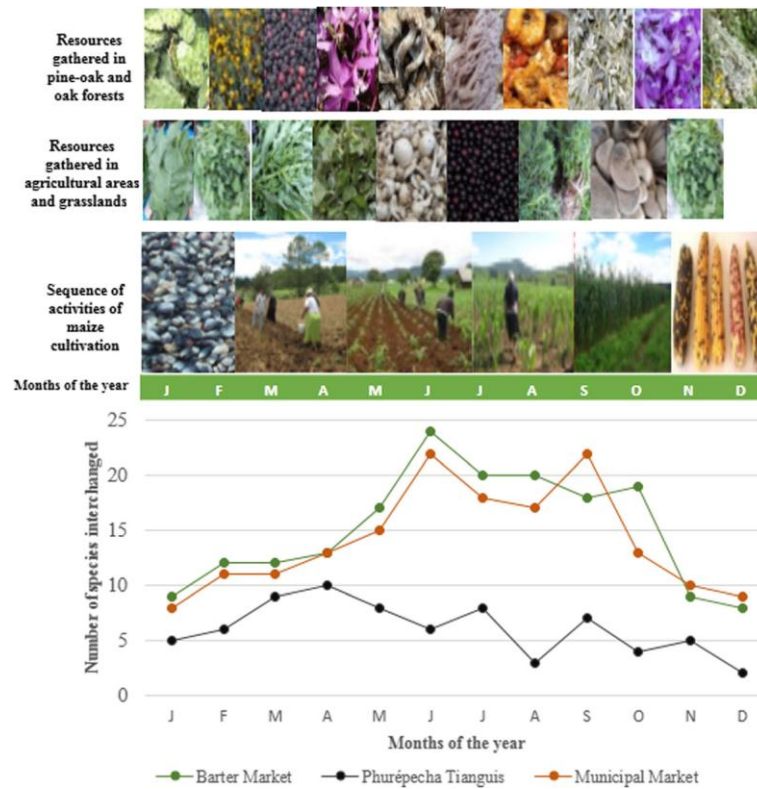 Resources
gathered in
pine-oak and
oak forests
Resources
gathered in
agricultural areas
and grasslands
Sequence of
activities of
maize
cultivation
Months of the year J F M A M J J A S O N D
25
20
15
10
5
0
Number of species interchanged
J F M A M J J A S O N D
Months of the year
Barter Market Phurépecha Tianguis Municipal Market